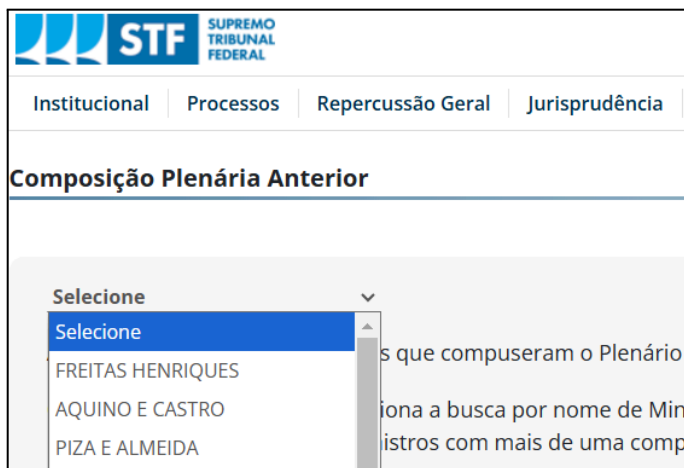 STF
SUPREMO
TRIBUNAL
FEDERAL
Institucional Processos Repercussão Geral Jurisprudência
Composição Plenária Anterior
Selecione
Selecione
s que compuseram o Plenário
FREITAS HENRIQUES
AQUINO E CASTRO
iona a busca por nome de Min
PIZA E ALMEIDA
istros com mais de uma comp